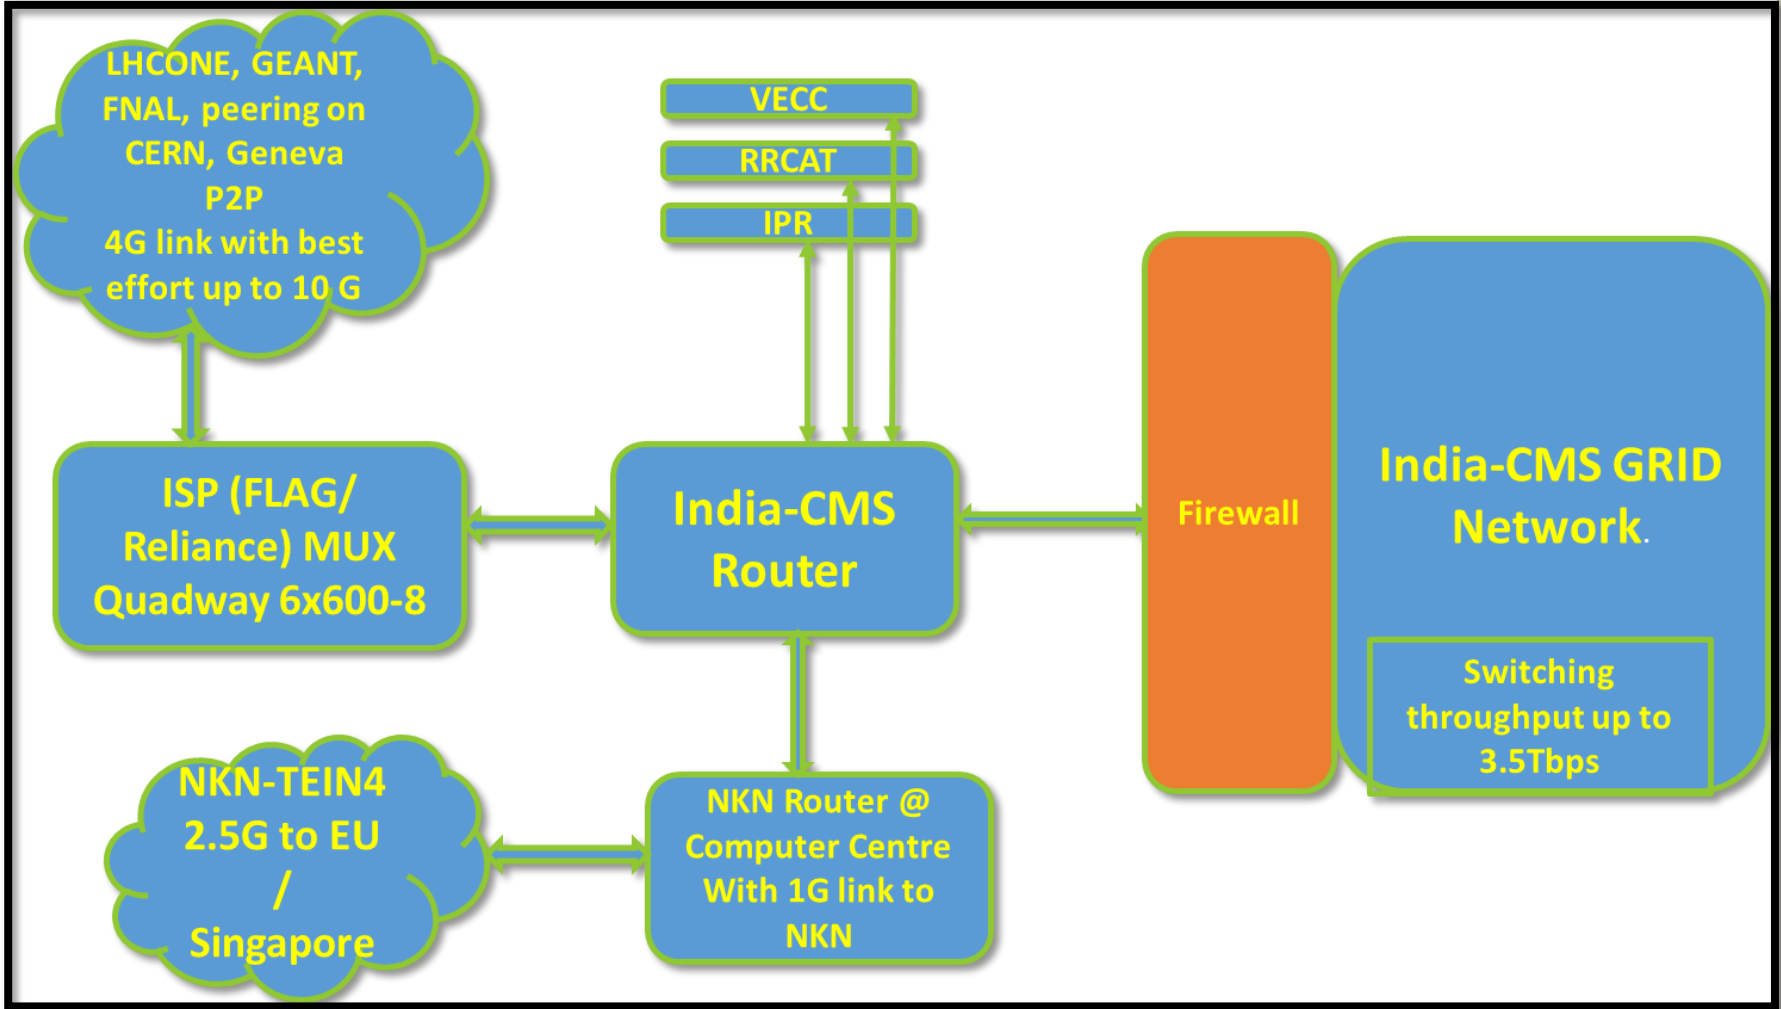 LHCONE, GEANT,
FNAL, peering on
CERN, Geneva
P2P
4G link with best
effort up to 10 G
VECC
RRCAT
IPR
ISP (FLAG/
Reliance) MUX
Quadway 6x600-8
India-CMS
Router
Firewall
India-CMS GRID
Network.
Switching
throughput up to
3.5Tbps
NKN-TEIN4
2.5G to EU
/
Singapore
NKN Router @
Computer Centre
With 1G link to
NKN